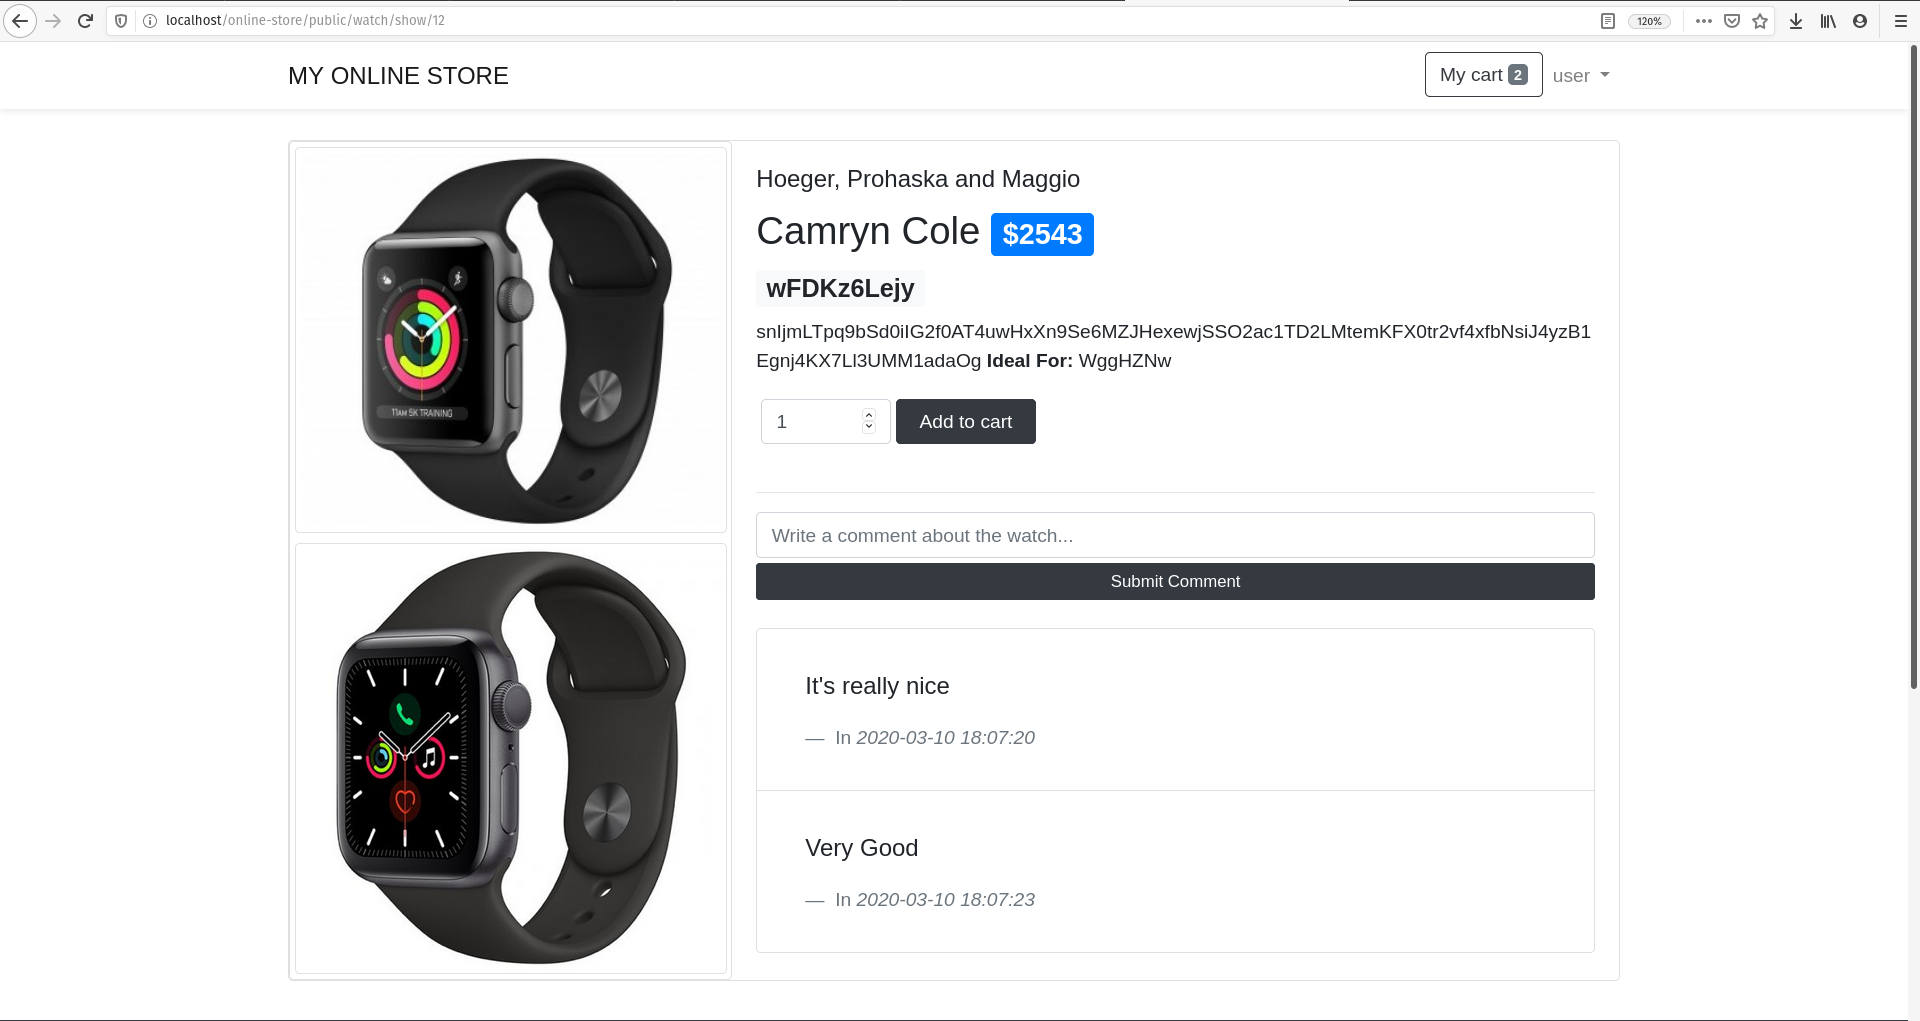 localhost/online-store/public/watch/show/12
120%
MY ONLINE STORE
My cart 2
user
Hoeger, Prohaska and Maggio
Camryn Cole $2543
wFDKz6Lejy
snIjmLTpq9bSd0iIG2f0AT4uwHxXn9Se6MZJHexewjSSO2ac1TD2LMtemKFX0tr2vf4xfbNsiJ4yzB1
Egnj4KX7Ll3UMM1adaOg Ideal For: WggHZNw
1
Add to cart
11AM 5K TRAINING
Write a comment about the watch...
Submit Comment
It's really nice
— In 2020-03-10 18:07:20
Very Good
— In 2020-03-10 18:07:23